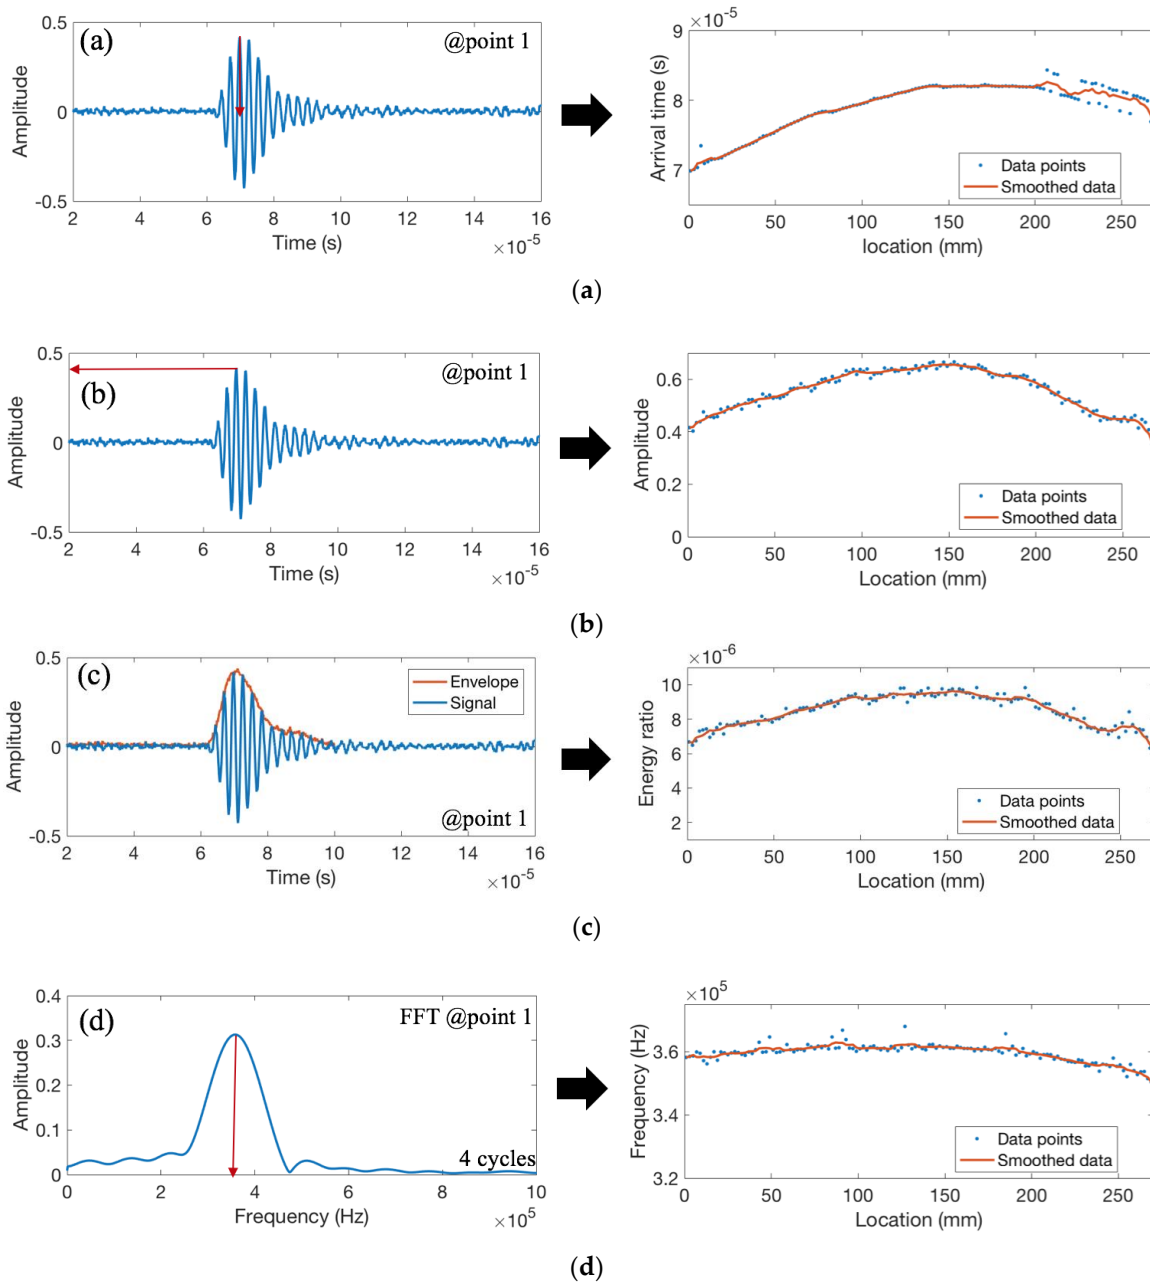 (a)
@point 1
0.5
0
-0.5
Amplitude
2 4 6 8 10 12 14 16
Time (s)
×10-5
×10-5
9
8
7
Arrival time (s)
Data points
Smoothed data
0 50 100 150 200 250
location (mm)
(a)
(b)
@point 1
0.5
0
-0.5
Amplitude
2 4 6 8 10 12 14 16
Time (s)
×10-5
0.6
0.4
0.2
0
Amplitude
Data points
Smoothed data
0 50 100 150 200 250
Location (mm)
(b)
(c)
Envelope
Signal
@point 1
0.5
0
-0.5
Amplitude
2 4 6 8 10 12 14 16
Time (s)
×10-5
×10-6
10
8
6
4
2
Energy ratio
Data points
Smoothed data
0 50 100 150 200 250
Location (mm)
(c)
(d)
FFT @point 1
4 cycles
0.4
0.3
0.2
0.1
0
Amplitude
0 2 4 6 8 10
Frequency (Hz)
×105
×105
3.6
3.4
3.2
Frequency (Hz)
Data points
Smoothed data
0 50 100 150 200 250
Location (mm)
(d)